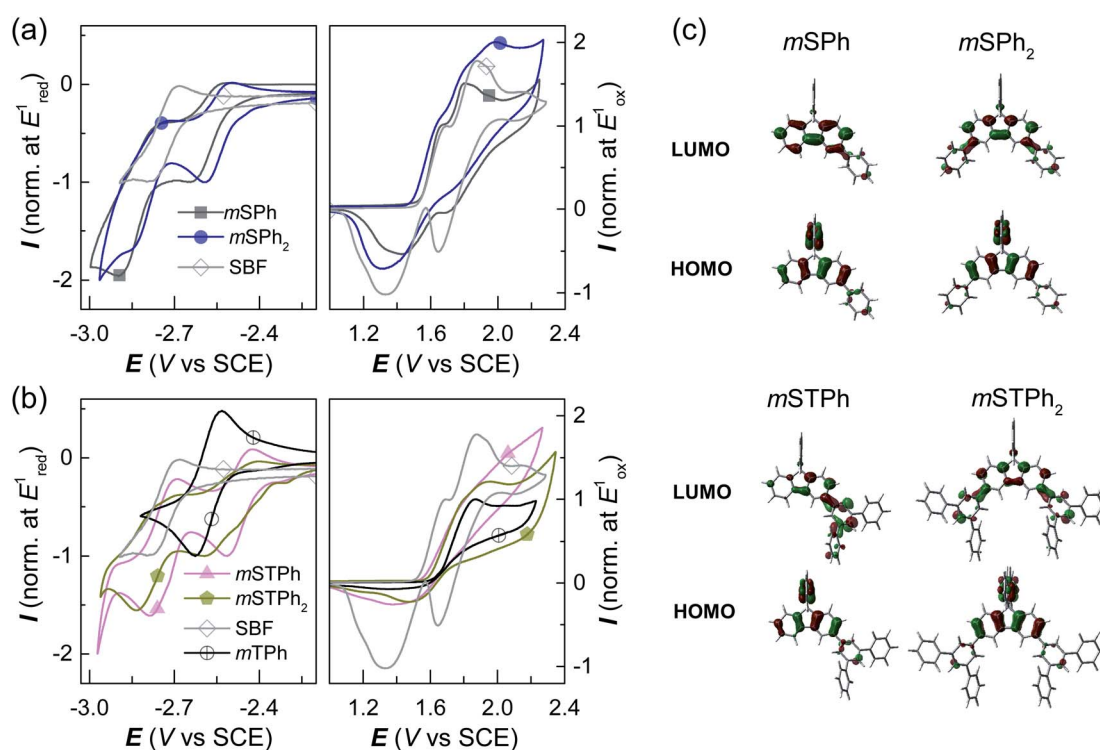 (a)
I (norm. at E¹red)
0
-1
-2
mSPh
mSPh₂
SBF
-3.0
-2.7
-2.4
E (V vs SCE)
2
1
0
-1
I (norm. at E¹ox)
1.2
1.6
2.0
2.4
E (V vs SCE)
(b)
I (norm. at E¹red)
0
-1
-2
mSTPh
mSTPh₂
SBF
mTPh
-3.0
-2.7
-2.4
E (V vs SCE)
2
1
0
-1
I (norm. at E¹ox)
1.2
1.6
2.0
2.4
E (V vs SCE)
(c)
mSPh mSPh₂
LUMO
HOMO
mSTPh mSTPh₂
LUMO
HOMO